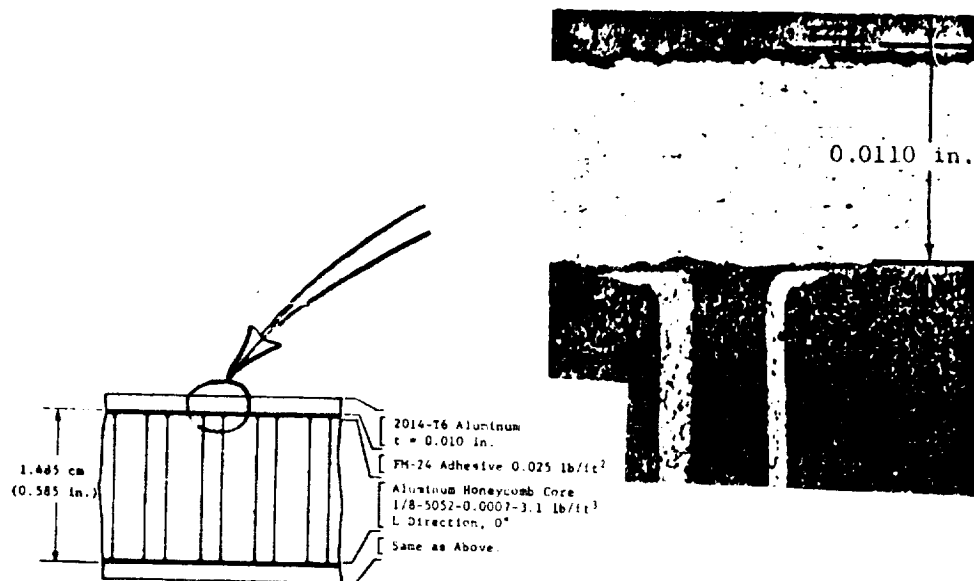 0.0110 in.
2014-T6 Aluminum
t = 0.010 in.
FM-24 Adhesive 0.025 lb/ft²
1.485 cm
(0.585 in.)
Aluminum Honeycomb Core
1/8-5052-0.0007-3.1 lb/ft³
L Direction, 0°
Same as Above.